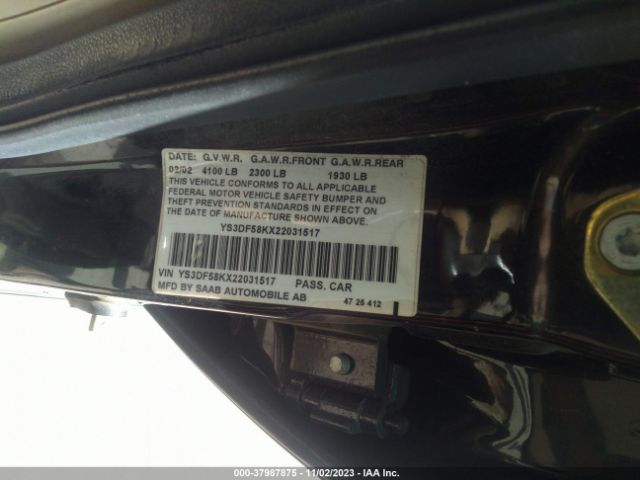 DATE: G.V.W.R. G.A.W.R.FRONT G.A.W.R.REAR
02/02 4100 LB 2300 LB 1930 LB
THIS VEHICLE CONFORMS TO ALL APPLICABLE
FEDERAL MOTOR VEHICLE SAFETY BUMPER AND
THEFT PREVENTION STANDARDS IN EFFECT ON
THE DATE OF MANUFACTURE SHOWN ABOVE.
YS3DF58KX22031517
VIN YS3DF58KX22031517 PASS. CAR
MFD BY SAAB AUTOMOBILE AB 47 25 412
000-37987875 - 11/02/2023 - IAA Inc.